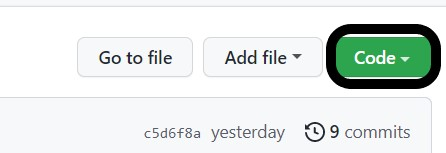 Go to file Add file Code
c5d6f8a yesterday 9 commits